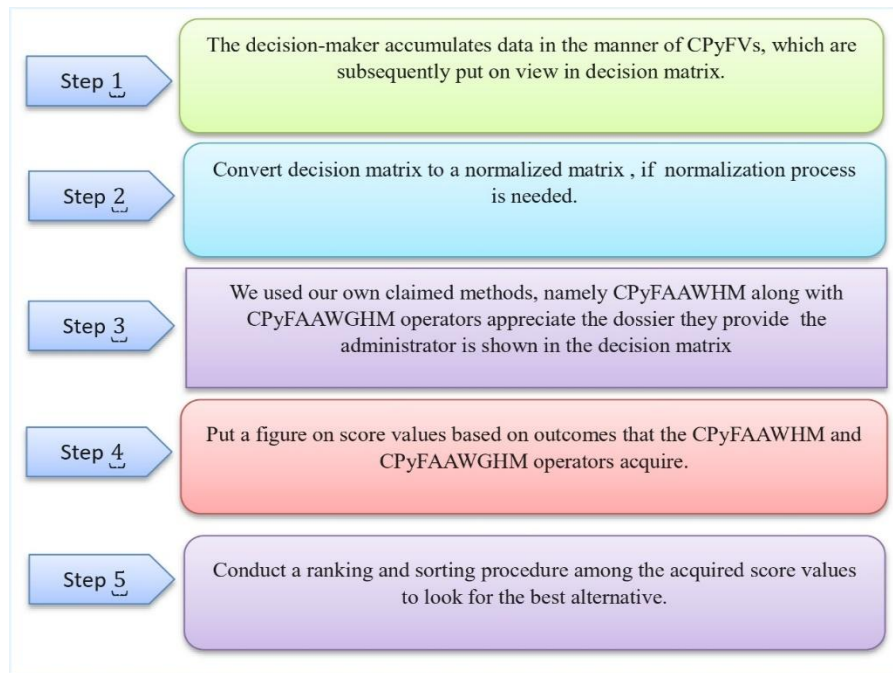 Step 1
The decision-maker accumulates data in the manner of CPyFVs, which are
subsequently put on view in decision matrix.
Step 2
Convert decision matrix to a normalized matrix , if normalization process
is needed.
Step 3
We used our own claimed methods, namely CPyFAAWHM along with
CPyFAAWGHM operators appreciate the dossier they provide the
administrator is shown in the decision matrix
Step 4
Put a figure on score values based on outcomes that the CPyFAAWHM and
CPyFAAWGHM operators acquire.
Step 5
Conduct a ranking and sorting procedure among the acquired score values
to look for the best alternative.